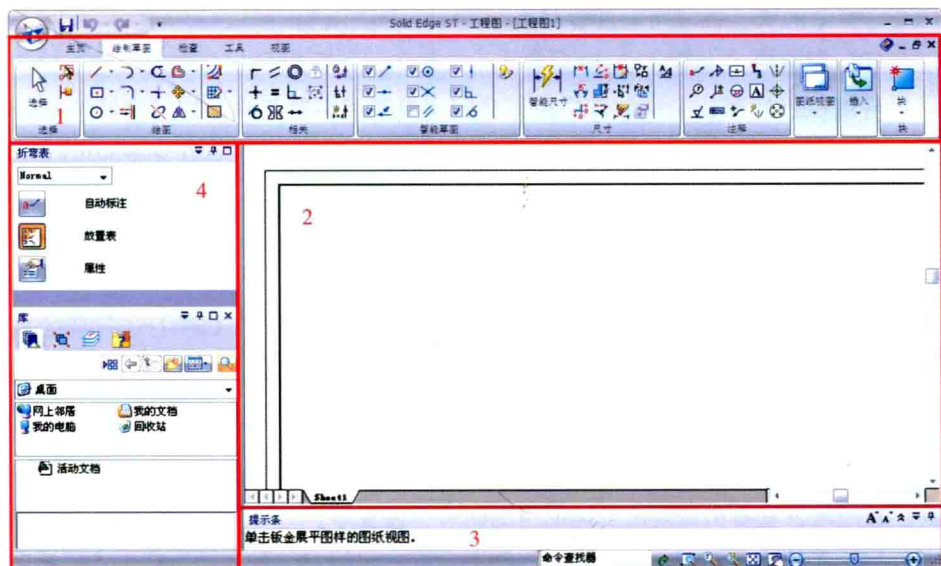 Solid Edge ST - 工程图 - [工程图1]
主页 绘制草图 检查 工具 视图
选择
智能尺寸
图纸视图 插入 块
1
选择 绘图 相关 智能草图 尺寸 注释 块
折弯表
Normal
4
自动标注
放置表
属性
2
库
桌面
网上邻居 我的文档
我的电脑 回收站
活动文档
Sheet1
提示条
单击钣金展平图样的图纸视图。
3
命令查找器